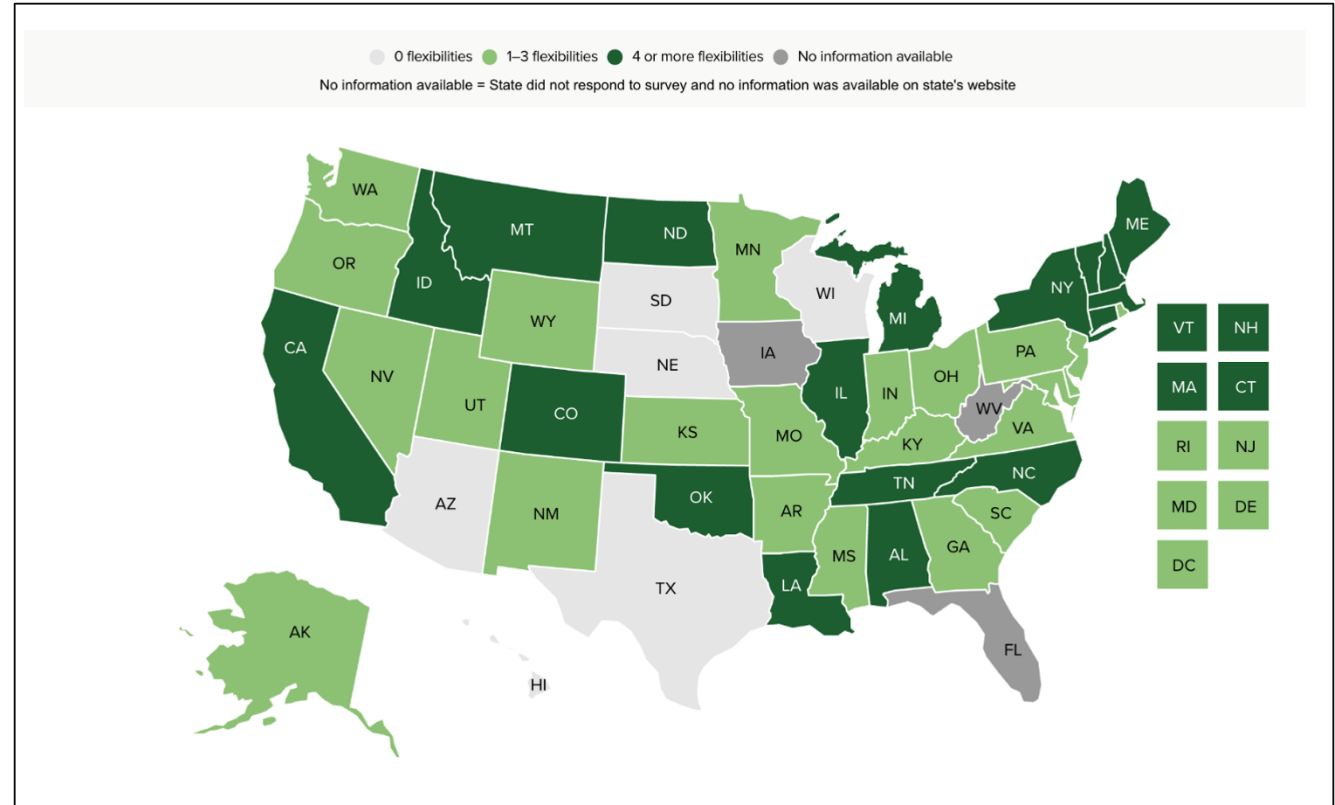 0 flexibilities 1–3 flexibilities 4 or more flexibilities No information available
No information available = State did not respond to survey and no information was available on state's website
WA
MT
ND
MN
ME
OR
ID
SD
WI
NY
MI
WY
VT NH
CA
IA
PA
NE
NV
OH
IL
IN
UT
MA CT
CO
WV
VA
KS
MO
KY
RI NJ
NC
TN
OK
AZ
NM
AR
SC
MD DE
GA
MS
AL
DC
TX
LA
AK
FL
HI